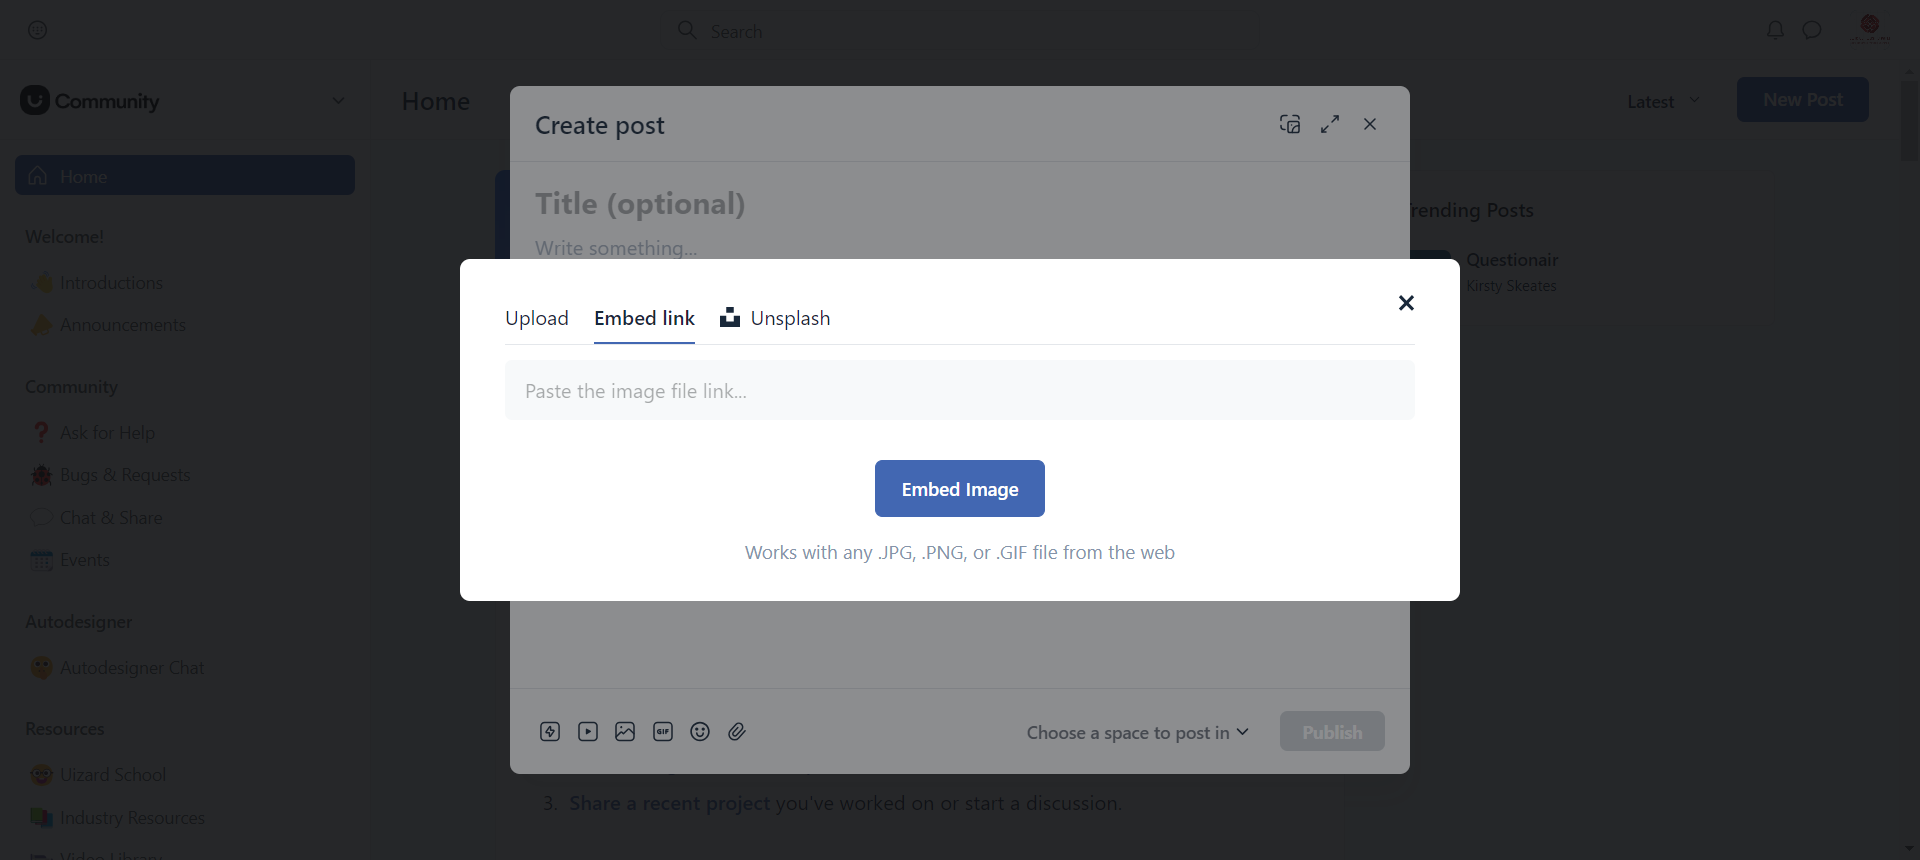 Search
Community
Home
Latest
New Post
Home
Welcome!
Introductions
Announcements
Community
Ask for Help
Bugs & Requests
Chat & Share
Events
Autodesigner
Autodesigner Chat
Resources
Uizard School
Industry Resources
Video Library
Create post
Title (optional)
Write something...
Upload
Embed link
Unsplash
Paste the image file link...
Embed Image
Works with any .JPG, .PNG, or .GIF file from the web
GIF
Choose a space to post in
Publish
3. Share a recent project you've worked on or start a discussion.
Trending Posts
Questionair
Kirsty Skeates